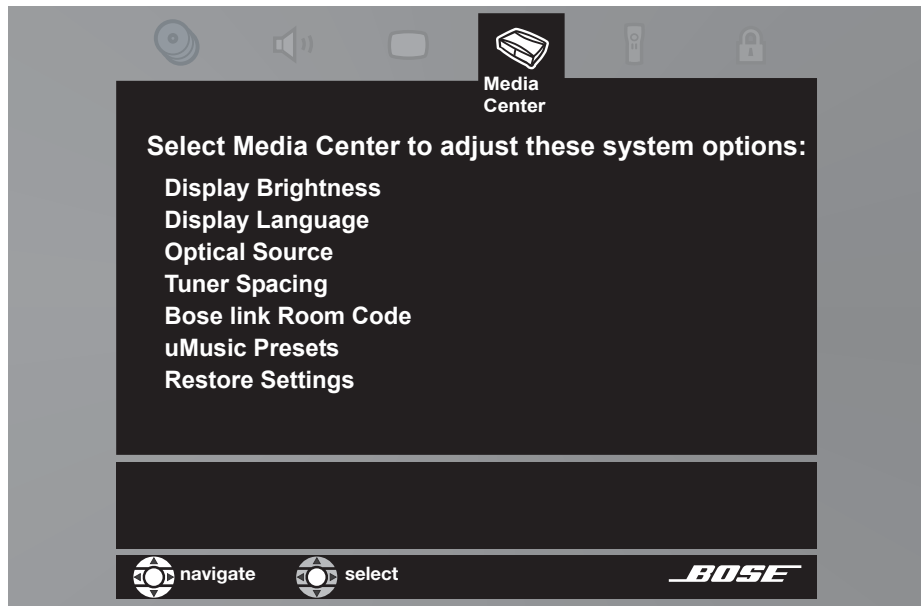 Media
Center
Select Media Center to adjust these system options:
Display Brightness
Display Language
Optical Source
Tuner Spacing
Bose link Room Code
uMusic Presets
Restore Settings
navigate select BOSE